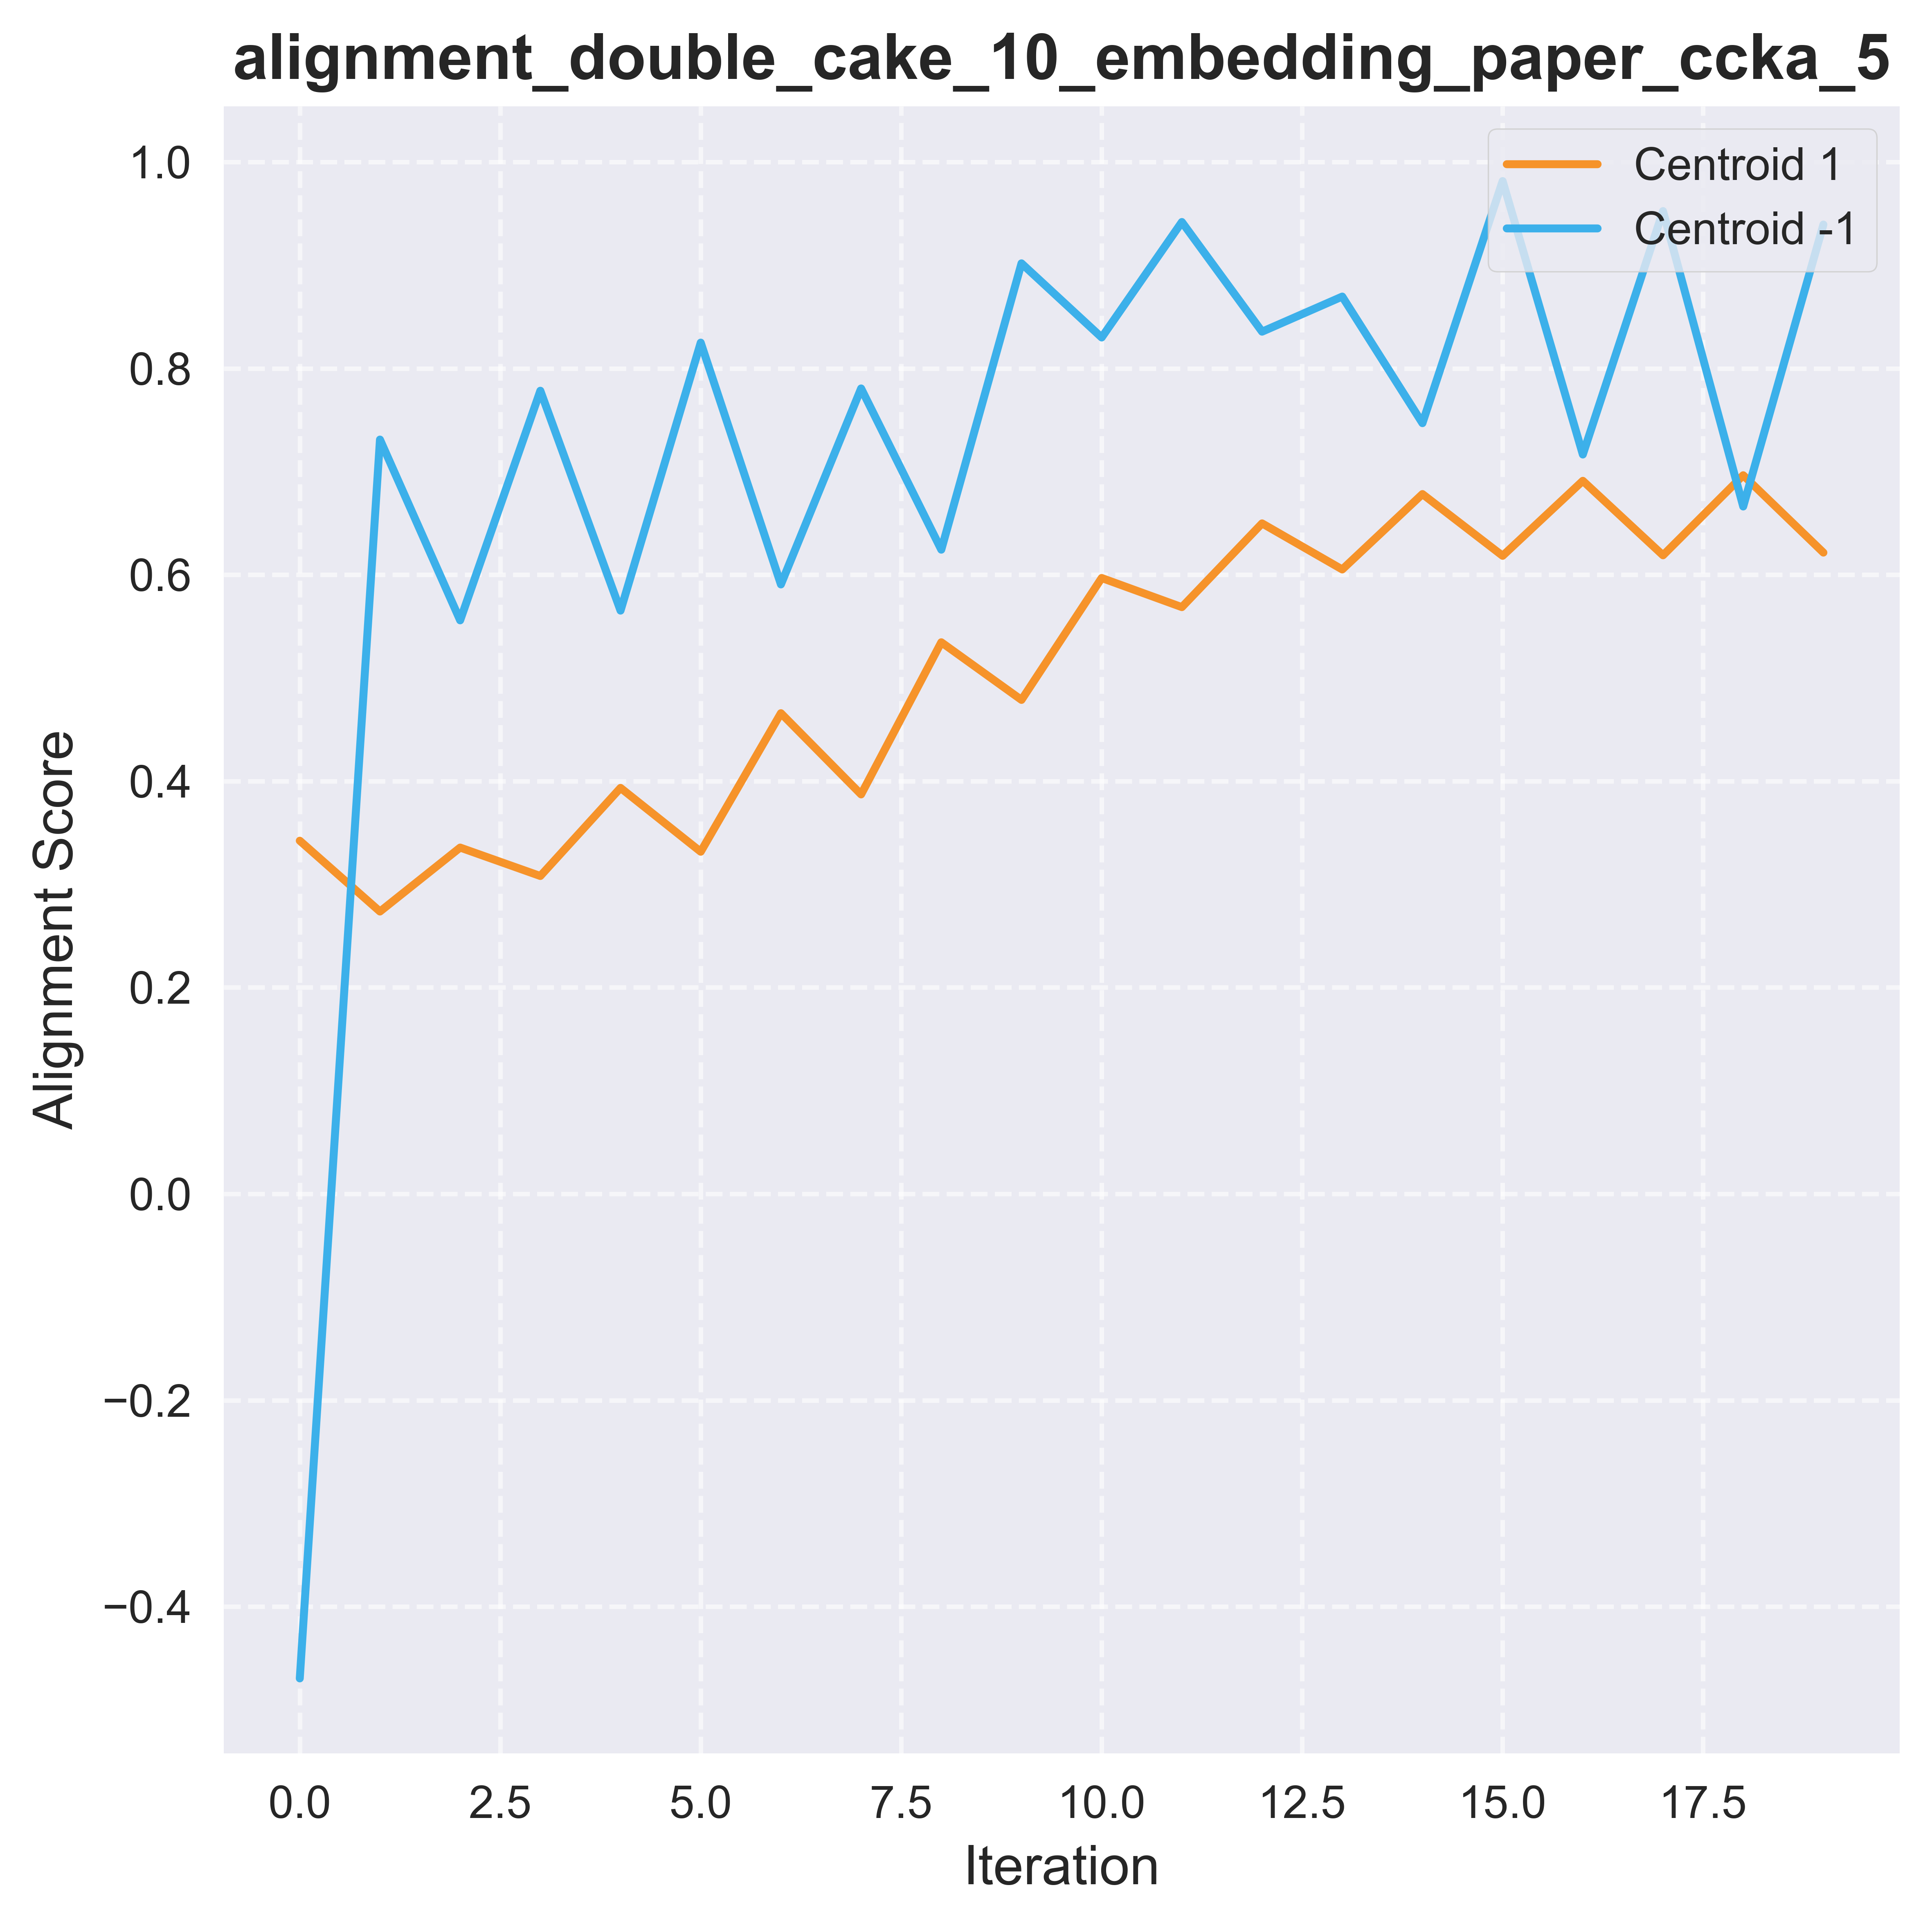 alignment_double_cake_10_embedding_paper_ccka_5
Centroid 1
Centroid -1
1.0
0.8
0.6
0.4
0.2
0.0
−0.2
−0.4
Alignment Score
0.0 2.5 5.0 7.5 10.0 12.5 15.0 17.5
Iteration